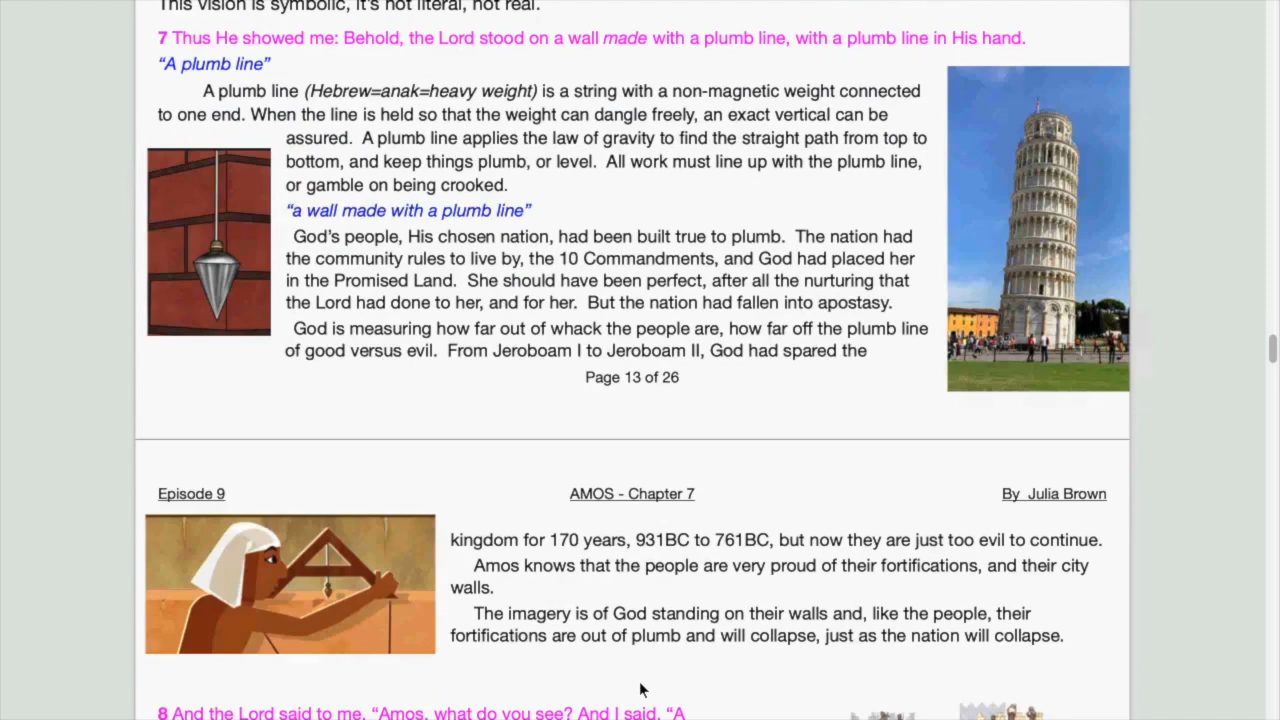 This vision is symbolic, it's not literal, not real.
7 Thus He showed me: Behold, the Lord stood on a wall made with a plumb line, with a plumb line in His hand.
“A plumb line”
A plumb line (Hebrew=anak=heavy weight) is a string with a non-magnetic weight connected
to one end. When the line is held so that the weight can dangle freely, an exact vertical can be
assured. A plumb line applies the law of gravity to find the straight path from top to
bottom, and keep things plumb, or level. All work must line up with the plumb line,
or gamble on being crooked.
“a wall made with a plumb line”
God’s people, His chosen nation, had been built true to plumb. The nation had
the community rules to live by, the 10 Commandments, and God had placed her
in the Promised Land. She should have been perfect, after all the nurturing that
the Lord had done to her, and for her. But the nation had fallen into apostasy.
God is measuring how far out of whack the people are, how far off the plumb line
of good versus evil. From Jeroboam I to Jeroboam II, God had spared the
Page 13 of 26
Episode 9 AMOS - Chapter 7 By Julia Brown
kingdom for 170 years, 931BC to 761BC, but now they are just too evil to continue.
Amos knows that the people are very proud of their fortifications, and their city
walls.
The imagery is of God standing on their walls and, like the people, their
fortifications are out of plumb and will collapse, just as the nation will collapse.
8 And the Lord said to me, “Amos, what do you see? And I said, “A